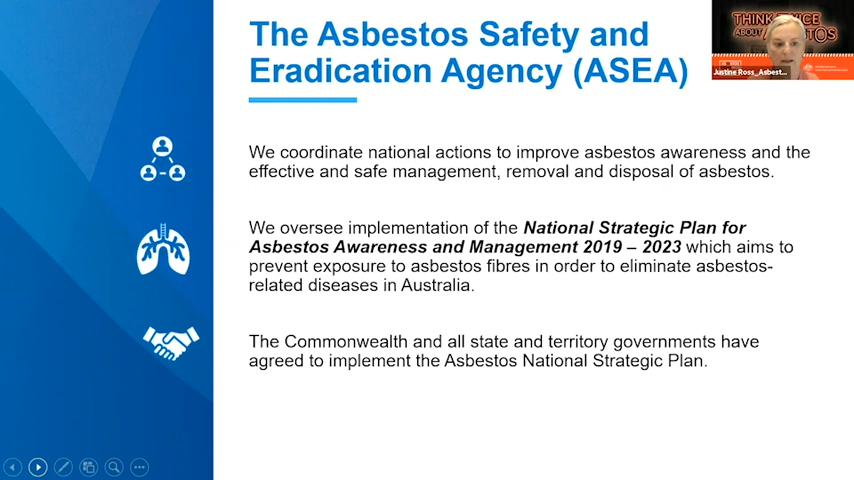 The Asbestos Safety and
Eradication Agency (ASEA)
THINK TWICE
ABOUT ASBESTOS
Justine Ross_Asbest...
We coordinate national actions to improve asbestos awareness and the
effective and safe management, removal and disposal of asbestos.
We oversee implementation of the National Strategic Plan for
Asbestos Awareness and Management 2019 – 2023 which aims to
prevent exposure to asbestos fibres in order to eliminate asbestos-
related diseases in Australia.
The Commonwealth and all state and territory governments have
agreed to implement the Asbestos National Strategic Plan.